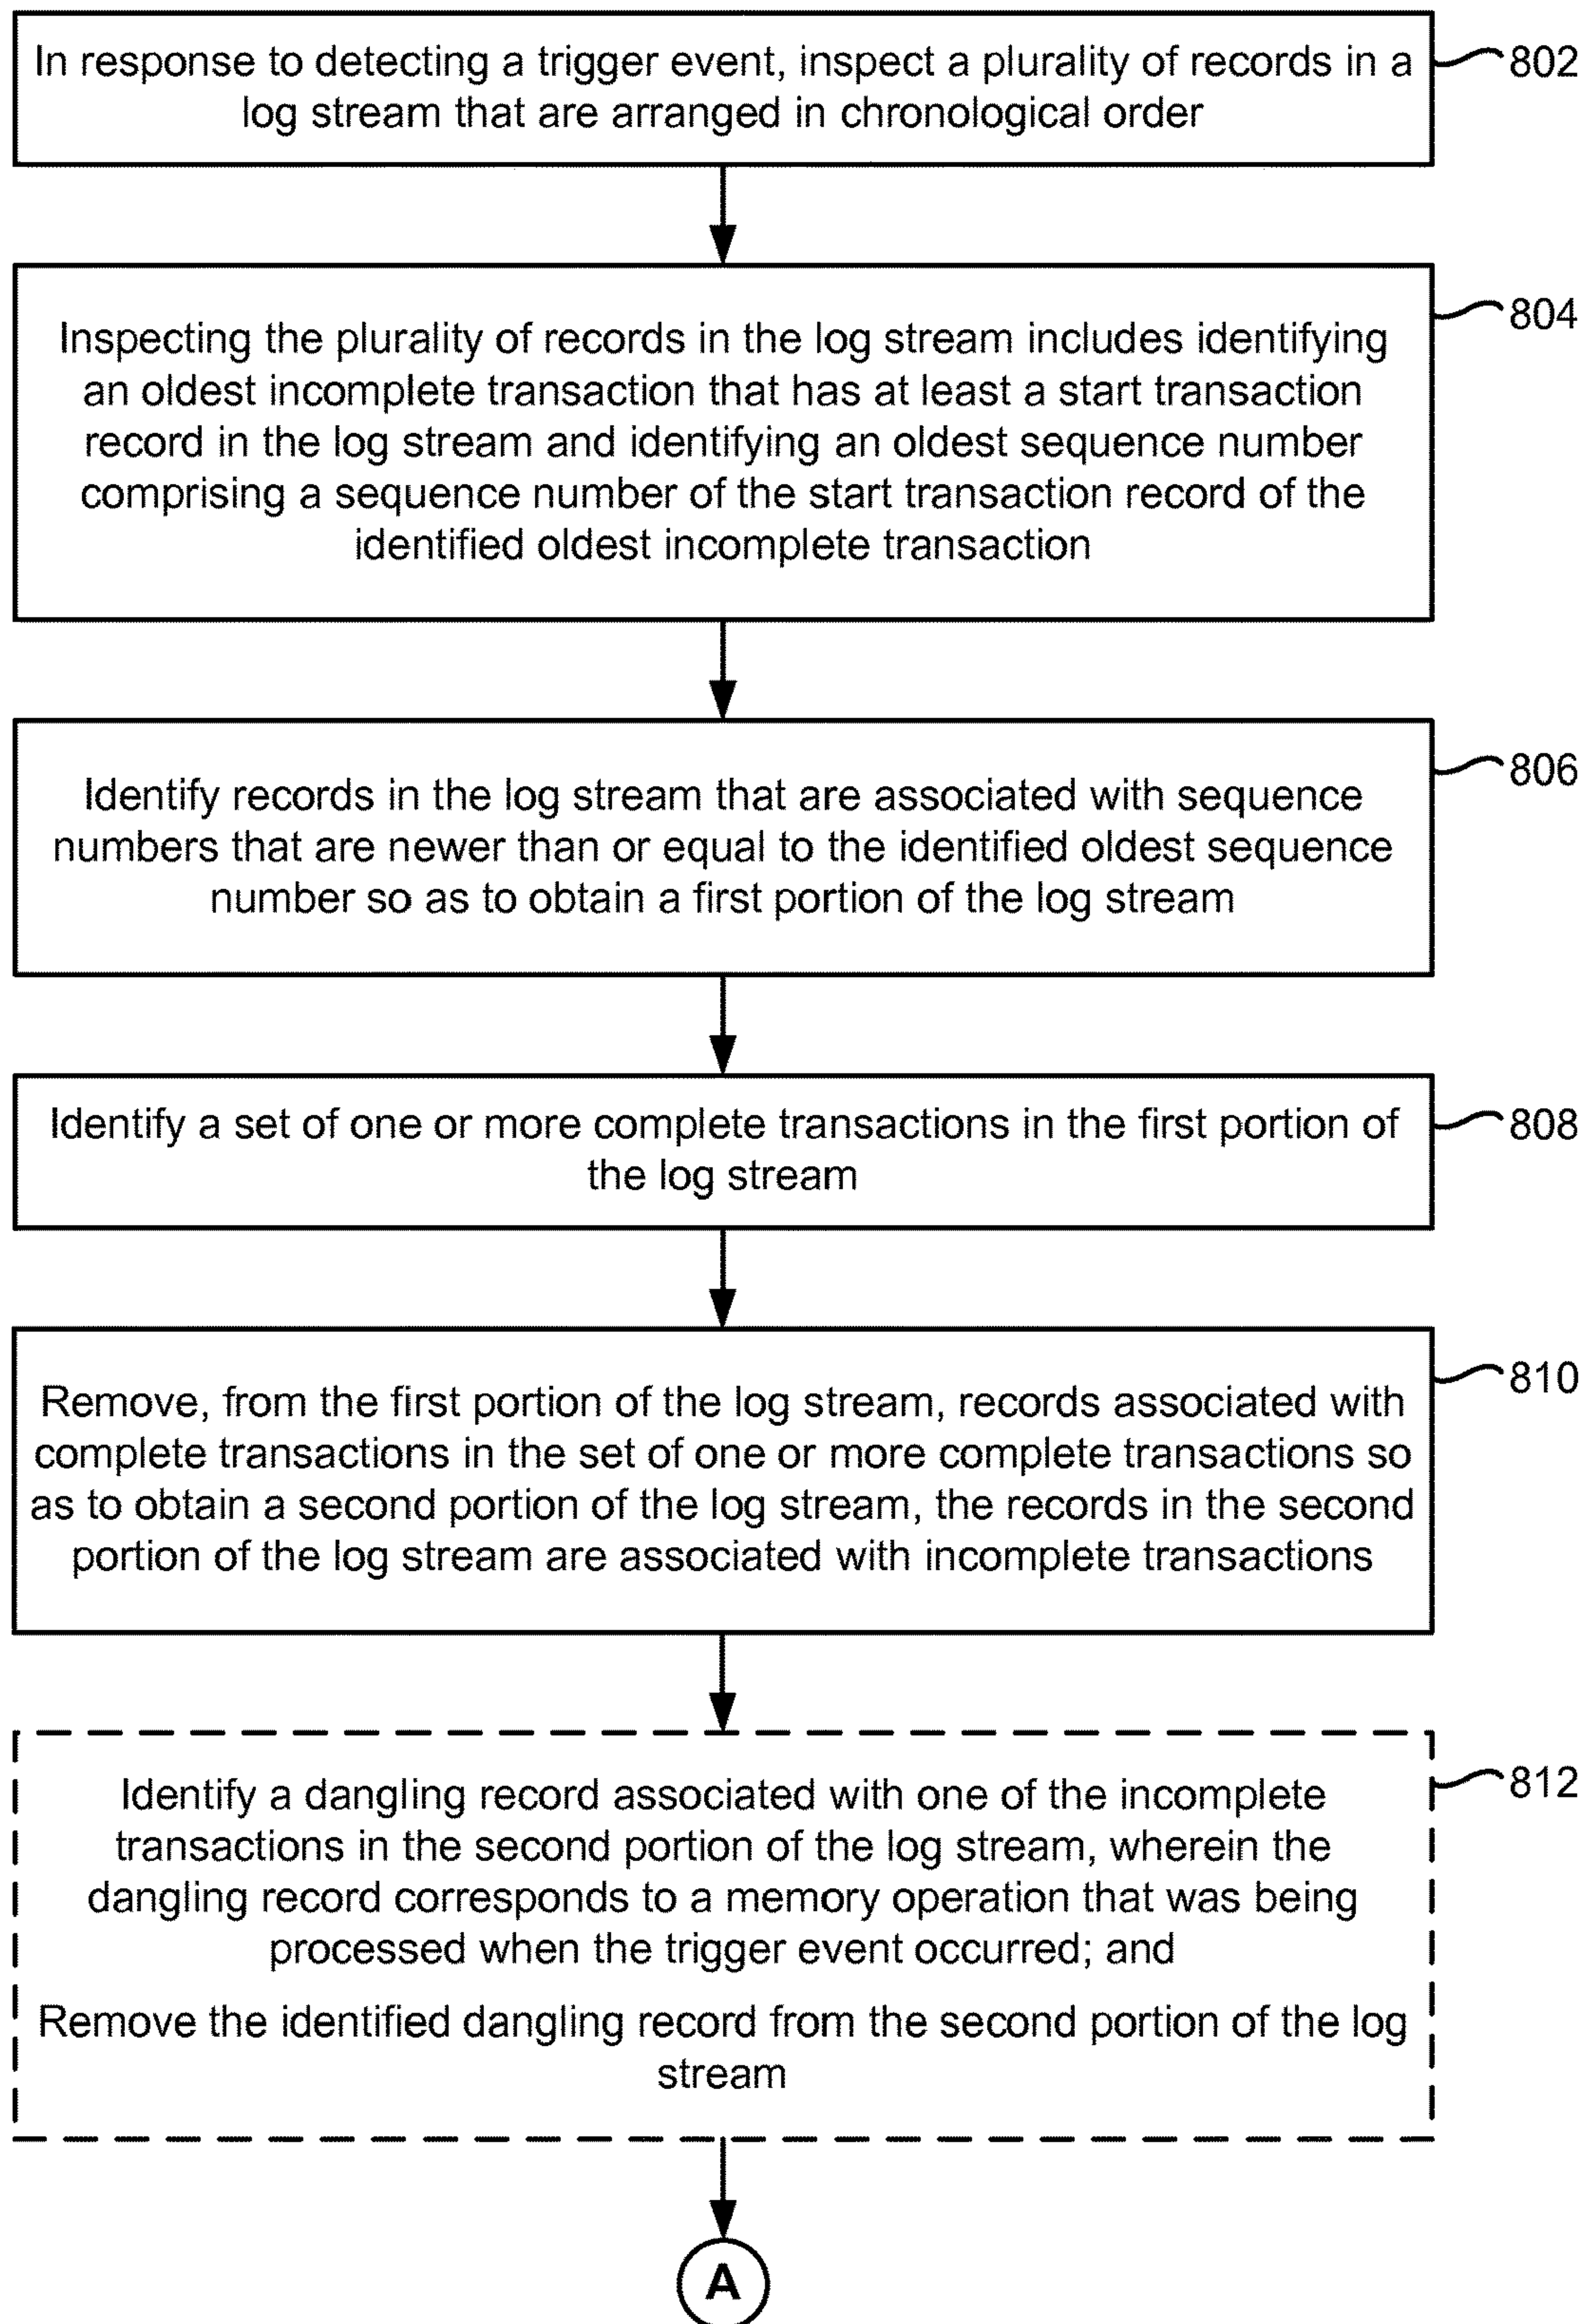 In response to detecting a trigger event, inspect a plurality of records in a
log stream that are arranged in chronological order
802
Inspecting the plurality of records in the log stream includes identifying
an oldest incomplete transaction that has at least a start transaction
record in the log stream and identifying an oldest sequence number
comprising a sequence number of the start transaction record of the
identified oldest incomplete transaction
804
Identify records in the log stream that are associated with sequence
numbers that are newer than or equal to the identified oldest sequence
number so as to obtain a first portion of the log stream
806
Identify a set of one or more complete transactions in the first portion of
the log stream
808
Remove, from the first portion of the log stream, records associated with
complete transactions in the set of one or more complete transactions so
as to obtain a second portion of the log stream, the records in the second
portion of the log stream are associated with incomplete transactions
810
Identify a dangling record associated with one of the incomplete
transactions in the second portion of the log stream, wherein the
dangling record corresponds to a memory operation that was being
processed when the trigger event occurred; and
Remove the identified dangling record from the second portion of the log
stream
812
A